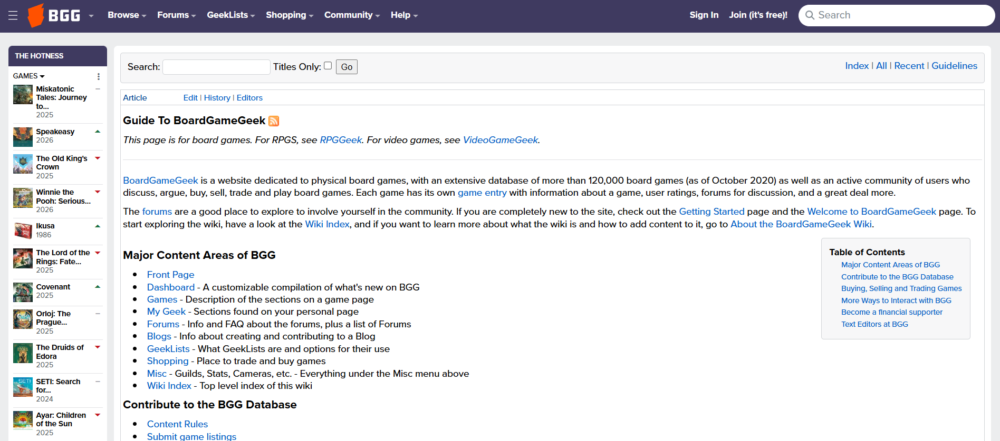 BGG
Browse Forums GeekLists Shopping Community Help
Sign In Join (it's free)! Search
THE HOTNESS
GAMES
Miskatonic
Tales: Journey
to...
2025
Speakeasy
2026
The Old King's
Crown
2025
Winnie the
Pooh: Serious...
2026
Ikusa
1986
The Lord of the
Rings: Fate...
2025
Covenant
2025
Orloj: The
Prague...
2025
The Druids of
Edora
2025
SETI: Search
for...
2024
Ayar: Children
of the Sun
2025
Search: Titles Only: Go
Index | All | Recent | Guidelines
Article Edit | History | Editors
Guide To BoardGameGeek
This page is for board games. For RPGS, see RPGGeek. For video games, see VideoGameGeek.
BoardGameGeek is a website dedicated to physical board games, with an extensive database of more than 120,000 board games (as of October 2020) as well as an active community of users who
discuss, argue, buy, sell, trade and play board games. Each game has its own game entry with information about a game, user ratings, forums for discussion, and a great deal more.
The forums are a good place to explore to involve yourself in the community. If you are completely new to the site, check out the Getting Started page and the Welcome to BoardGameGeek page. To
start exploring the wiki, have a look at the Wiki Index, and if you want to learn more about what the wiki is and how to add content to it, go to About the BoardGameGeek Wiki.
Table of Contents
Major Content Areas of BGG
Contribute to the BGG Database
Buying, Selling and Trading Games
More Ways to Interact with BGG
Become a financial supporter
Text Editors at BGG
Major Content Areas of BGG
• Front Page
• Dashboard - A customizable compilation of what's new on BGG
• Games - Description of the sections on a game page
• My Geek - Sections found on your personal page
• Forums - Info and FAQ about the forums, plus a list of Forums
• Blogs - Info about creating and contributing to a Blog
• GeekLists - What GeekLists are and options for their use
• Shopping - Place to trade and buy games
• Misc - Guilds, Stats, Cameras, etc. - Everything under the Misc menu above
• Wiki Index - Top level index of this wiki
Contribute to the BGG Database
• Content Rules
• Submit game listings